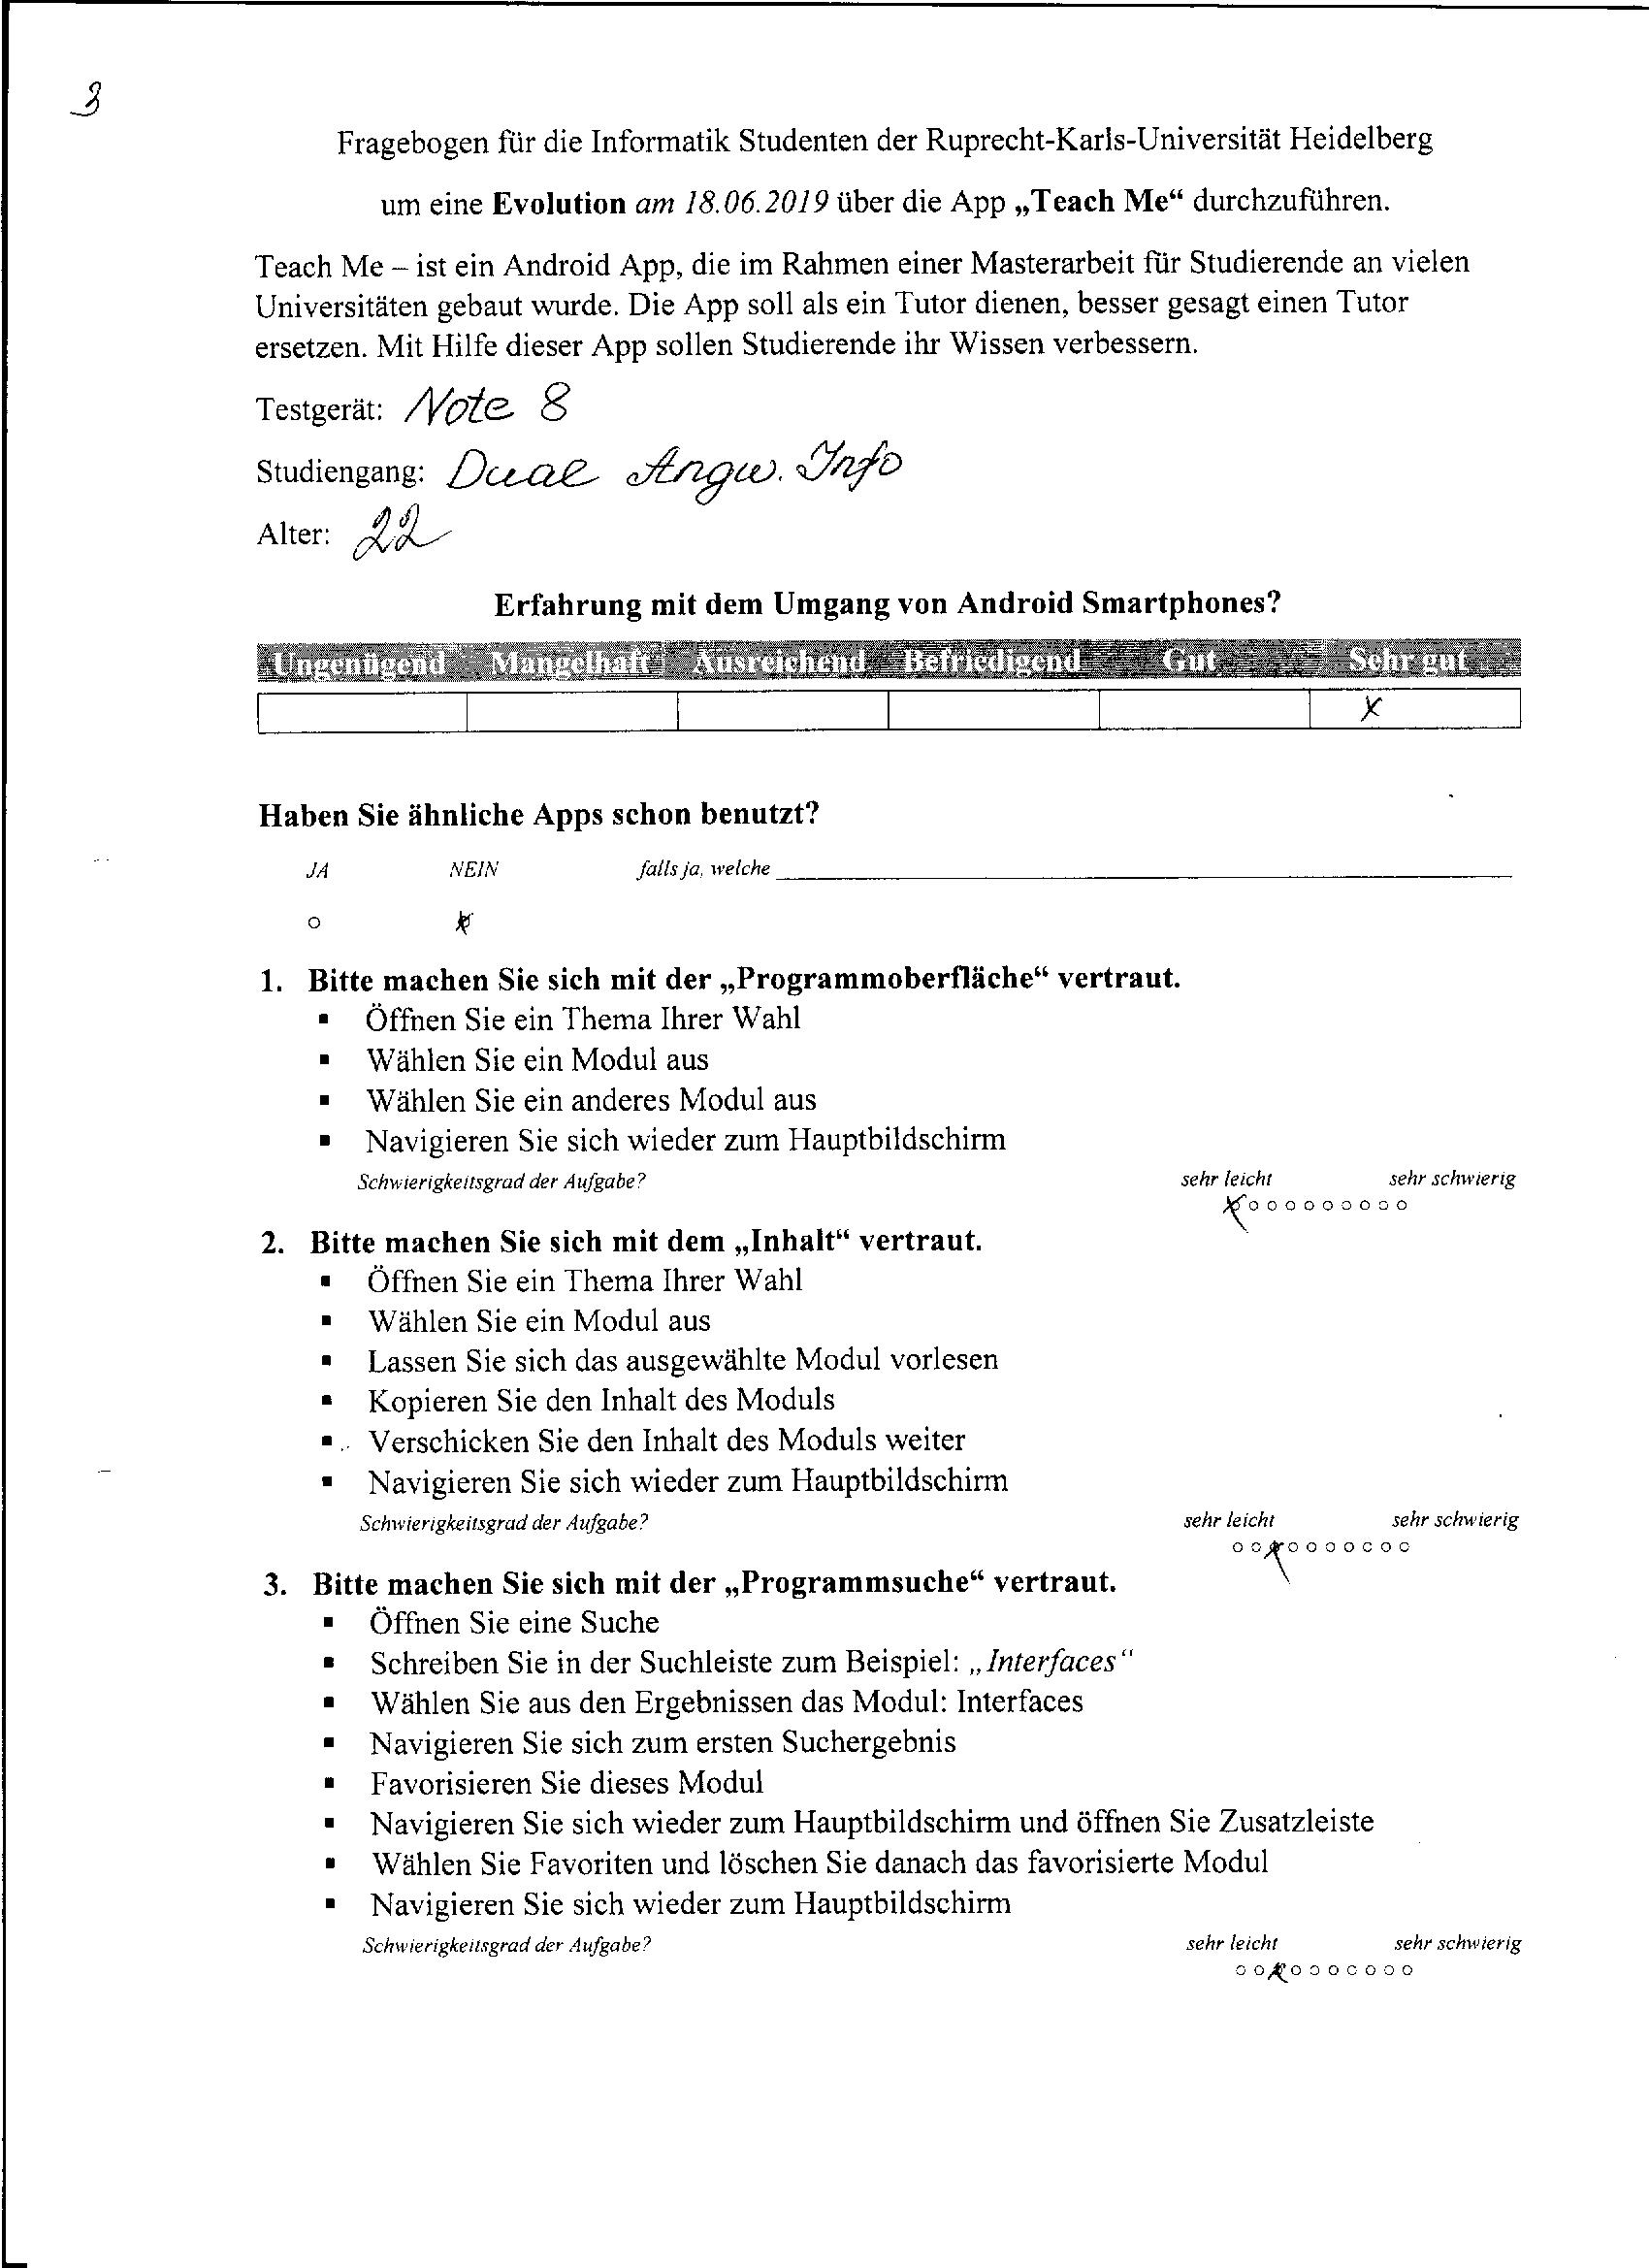 3
Fragebogen für die Informatik Studenten der Ruprecht-Karls-Universität Heidelberg
um eine Evolution am 18.06.2019 über die App „Teach Me“ durchzuführen.
Teach Me – ist ein Android App, die im Rahmen einer Masterarbeit für Studierende an vielen
Universitäten gebaut wurde. Die App soll als ein Tutor dienen, besser gesagt einen Tutor
ersetzen. Mit Hilfe dieser App sollen Studierende ihr Wissen verbessern.
Testgerät: Note 8
Studiengang: Dual Angw. Info
Alter: 22
Erfahrung mit dem Umgang von Android Smartphones?
Ungenügend Mangelhaft Ausreichend Befriedigend Gut Sehr gut
x
Haben Sie ähnliche Apps schon benutzt?
JA NEIN falls ja, welche
1. Bitte machen Sie sich mit der „Programmoberfläche“ vertraut.
▪ Öffnen Sie ein Thema Ihrer Wahl
▪ Wählen Sie ein Modul aus
▪ Wählen Sie ein anderes Modul aus
▪ Navigieren Sie sich wieder zum Hauptbildschirm
Schwierigkeitsgrad der Aufgabe? sehr leicht sehr schwierig
2. Bitte machen Sie sich mit dem „Inhalt“ vertraut.
▪ Öffnen Sie ein Thema Ihrer Wahl
▪ Wählen Sie ein Modul aus
▪ Lassen Sie sich das ausgewählte Modul vorlesen
▪ Kopieren Sie den Inhalt des Moduls
▪ Verschicken Sie den Inhalt des Moduls weiter
▪ Navigieren Sie sich wieder zum Hauptbildschirm
Schwierigkeitsgrad der Aufgabe? sehr leicht sehr schwierig
3. Bitte machen Sie sich mit der „Programmsuche“ vertraut.
▪ Öffnen Sie eine Suche
▪ Schreiben Sie in der Suchleiste zum Beispiel: „Interfaces“
▪ Wählen Sie aus den Ergebnissen das Modul: Interfaces
▪ Navigieren Sie sich zum ersten Suchergebnis
▪ Favorisieren Sie dieses Modul
▪ Navigieren Sie sich wieder zum Hauptbildschirm und öffnen Sie Zusatzleiste
▪ Wählen Sie Favoriten und löschen Sie danach das favorisierte Modul
▪ Navigieren Sie sich wieder zum Hauptbildschirm
Schwierigkeitsgrad der Aufgabe? sehr leicht sehr schwierig